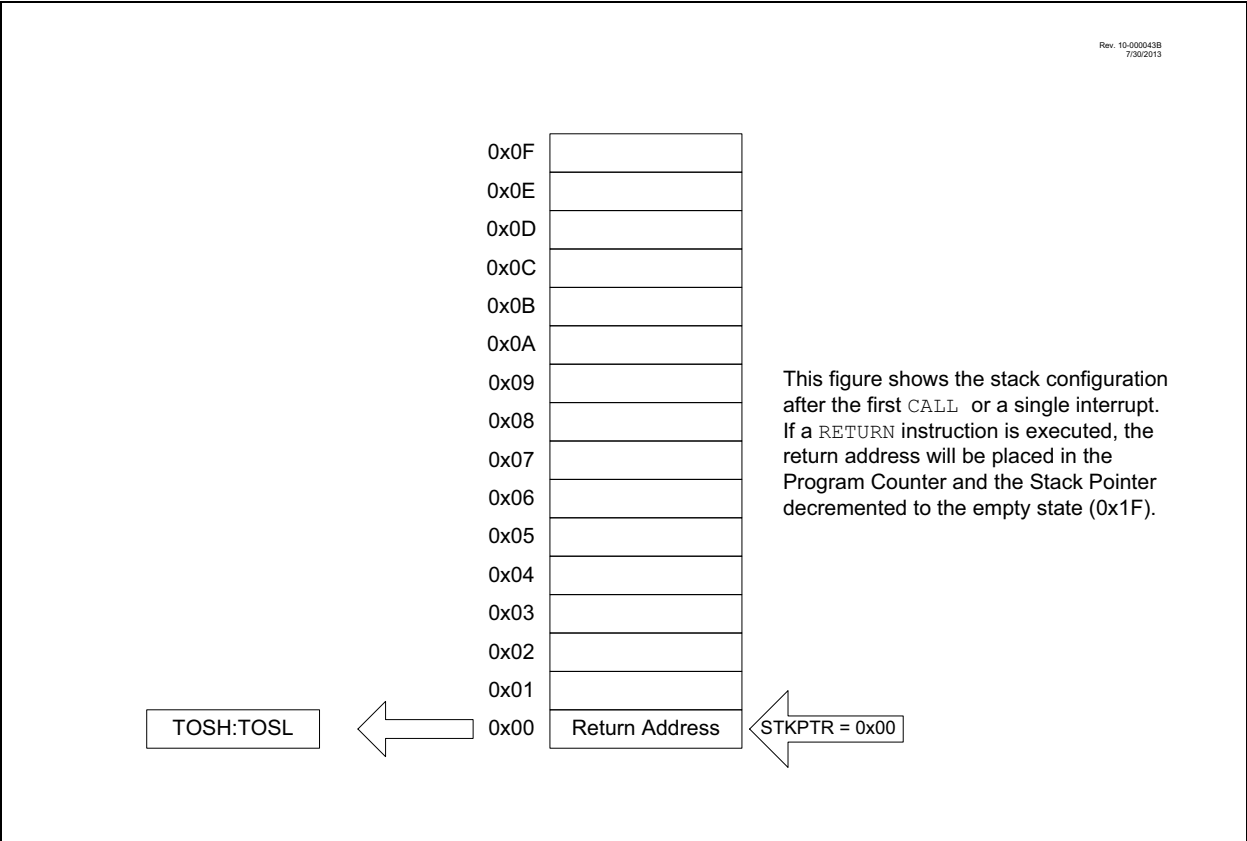 Rev. 10-000043B
7/30/2013
0x0F
0x0E
0x0D
0x0C
0x0B
0x0A
0x09
0x08
0x07
0x06
0x05
0x04
0x03
0x02
0x01
This figure shows the stack configuration
after the first CALL or a single interrupt.
If a RETURN instruction is executed, the
return address will be placed in the
Program Counter and the Stack Pointer
decremented to the empty state (0x1F).
TOSH:TOSL
0x00
Return Address
STKPTR = 0x00